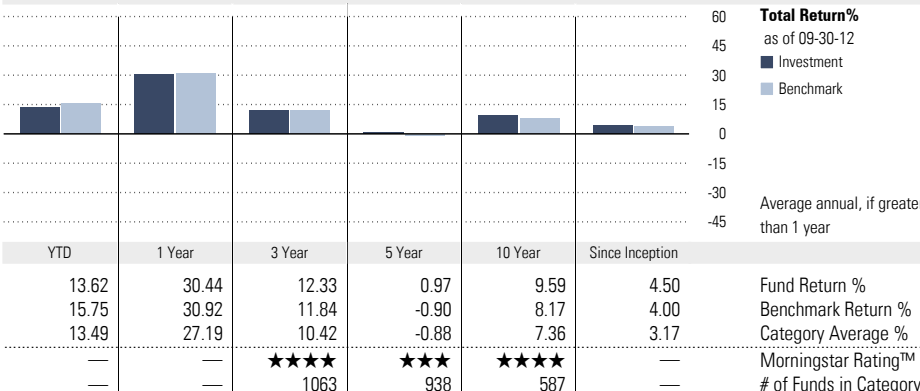 60
Total Return%
45
as of 09-30-12
30
Investment
15
Benchmark
0
-15
-30
-45
Average annual, if greater
than 1 year
YTD 1 Year 3 Year 5 Year 10 Year Since Inception
13.62 30.44 12.33 0.97 9.59 4.50 Fund Return %
15.75 30.92 11.84 -0.90 8.17 4.00 Benchmark Return %
13.49 27.19 10.42 -0.88 7.36 3.17 Category Average %
— — ★★★★ ★★★ ★★★★ — Morningstar Rating™
— — 1063 938 587 — # of Funds in Category